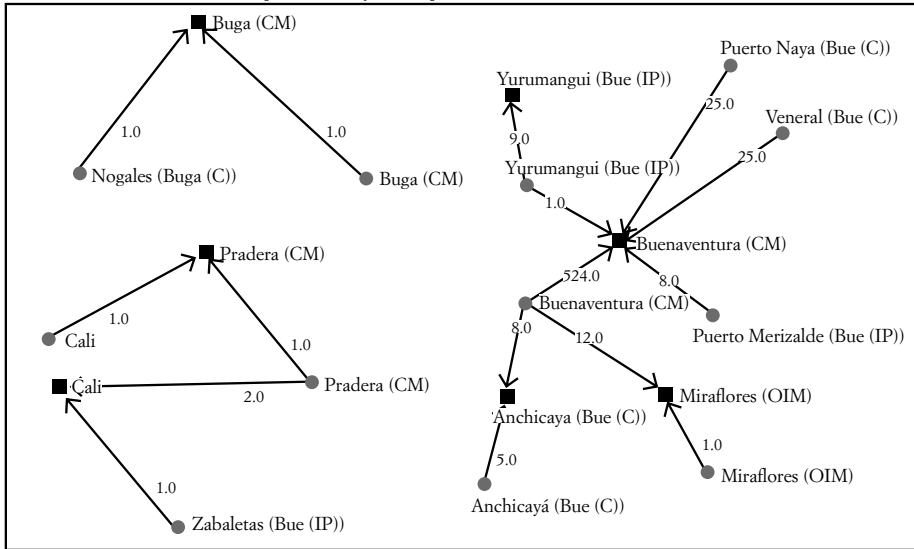 Buga (CM)
1.0
1.0
Nogales (Buga (C))
Buga (CM)
Pradera (CM)
1.0
1.0
Cali
Cali
2.0
Pradera (CM)
1.0
Zabaletas (Bue (IP))
Puerto Naya (Bue (C))
Yurumangui (Bue (IP))
25.0
Veneral (Bue (C))
9.0
25.0
Yurumangui (Bue (IP))
1.0
Buenaventura (CM)
524.0
8.0
Buenaventura (CM)
8.0
12.0
Puerto Merizalde (Bue (IP))
Anchicaya (Bue (C))
Miraflores (OIM)
5.0
1.0
Miraflores (OIM)
Anchicayá (Bue (C))